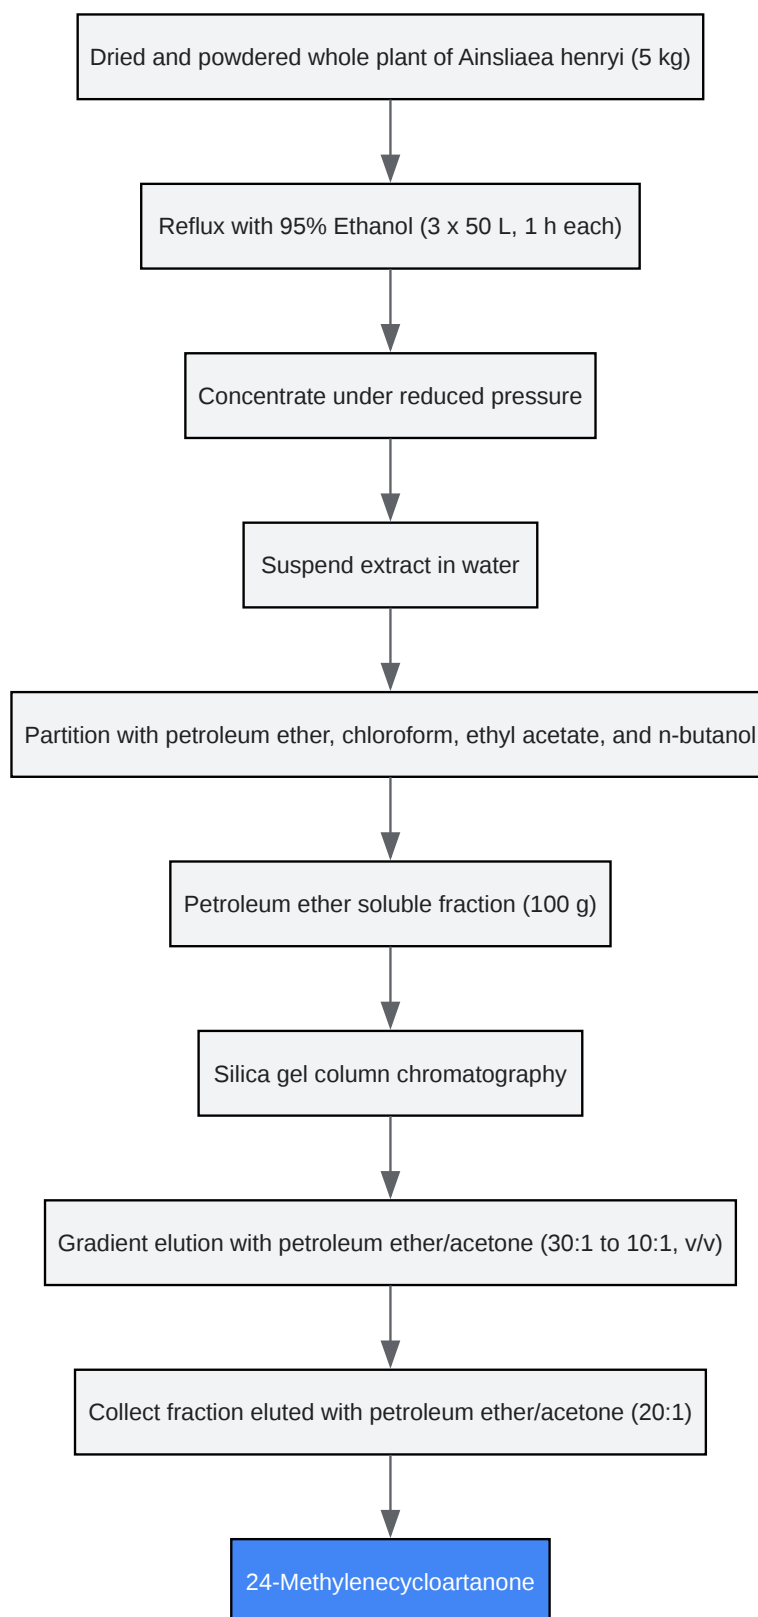 Dried and powdered whole plant of Ainsliaea henryi (5 kg)
Reflux with 95% Ethanol (3 x 50 L, 1 h each)
Concentrate under reduced pressure
Suspend extract in water
Partition with petroleum ether, chloroform, ethyl acetate, and n-butanol
Petroleum ether soluble fraction (100 g)
Silica gel column chromatography
Gradient elution with petroleum ether/acetone (30:1 to 10:1, v/v)
Collect fraction eluted with petroleum ether/acetone (20:1)
24-Methylenecycloartanone